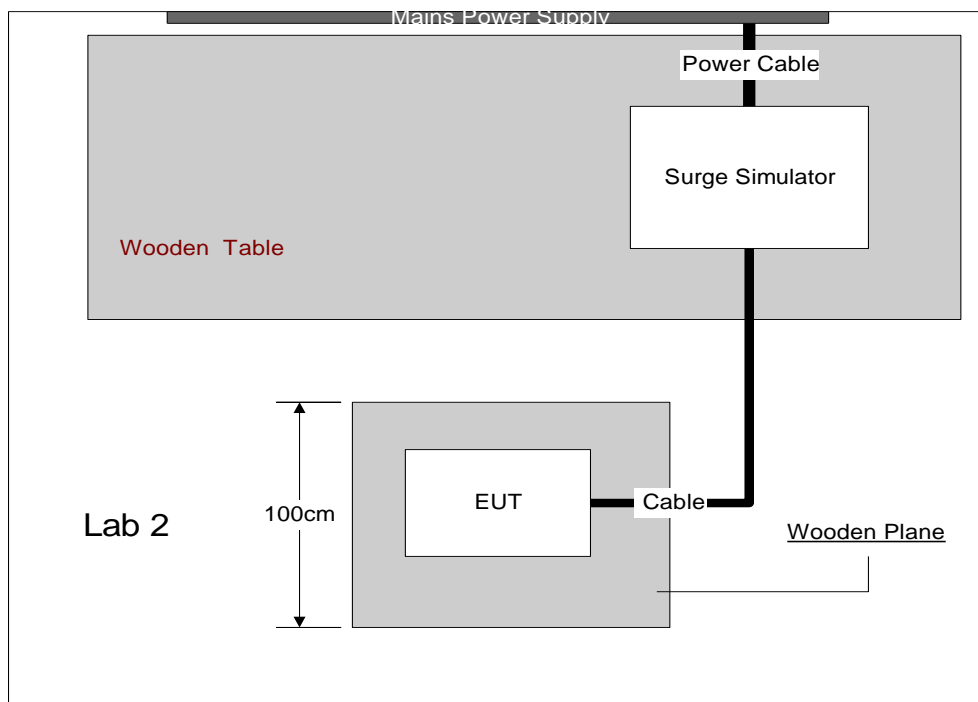 Mains Power Supply
Power Cable
Surge Simulator
Wooden Table
EUT
Cable
100cm
Lab 2
Wooden Plane